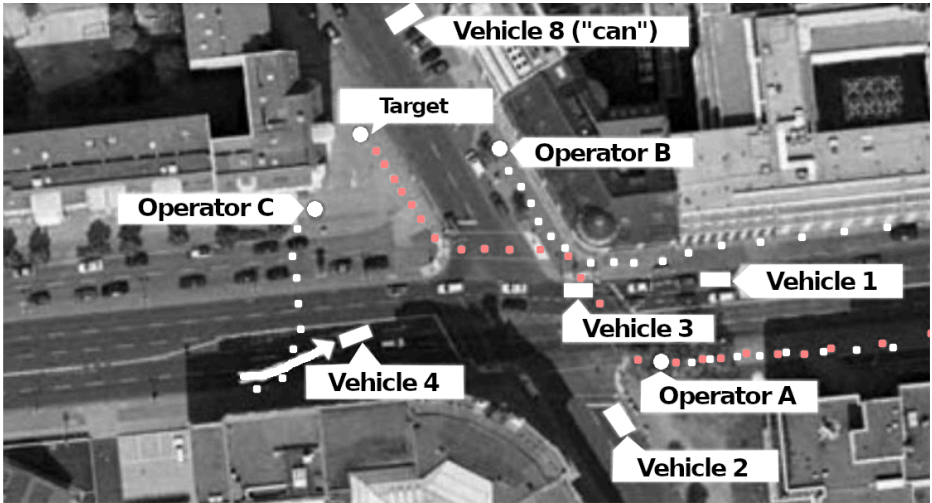 Vehicle 8 ("can")
Target
Operator B
Operator C
Vehicle 1
Vehicle 3
Vehicle 4
Operator A
Vehicle 2